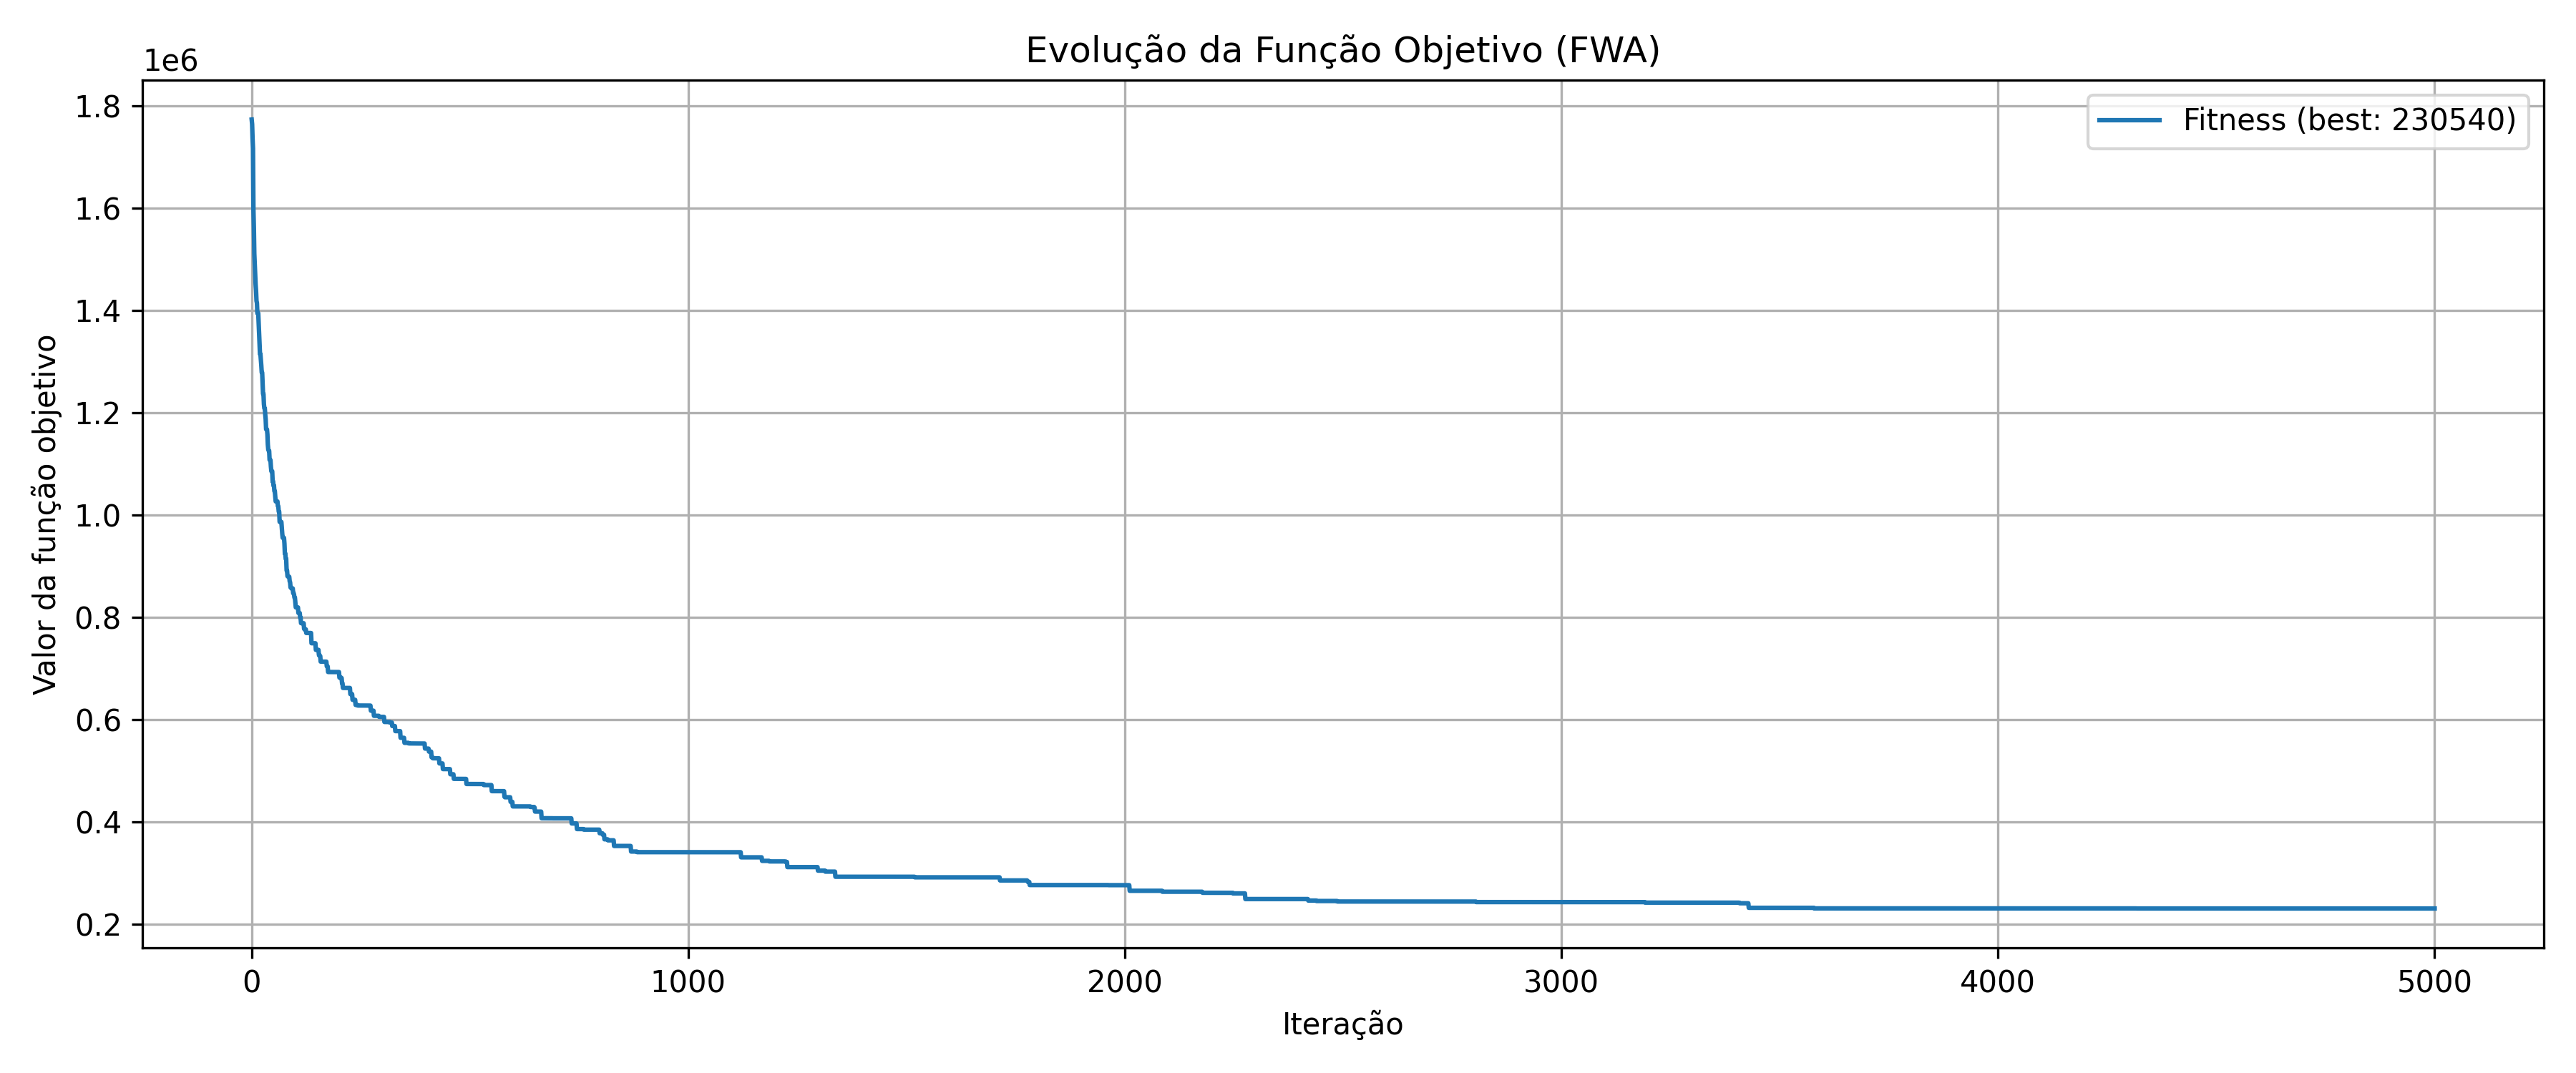 Evolução da Função Objetivo (FWA)
1e6
Fitness (best: 230540)
Valor da função objetivo
1.8
1.6
1.4
1.2
1.0
0.8
0.6
0.4
0.2
0 1000 2000 3000 4000 5000
Iteração